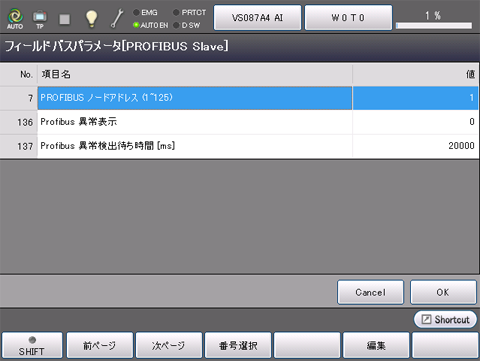 AUTO TP EMG PRTCT AUTO EN D SW VS087A4 AI W 0 T 0 1 %
フィールドバスパラメータ[PROFIBUS Slave]
No. 項目名 値
7 PROFIBUS ノードアドレス (1~125) 1
136 Profibus 異常表示 0
137 Profibus 異常検出待ち時間 [ms] 20000
Cancel OK
Shortcut
SHIFT 前ページ 次ページ 番号選択 編集